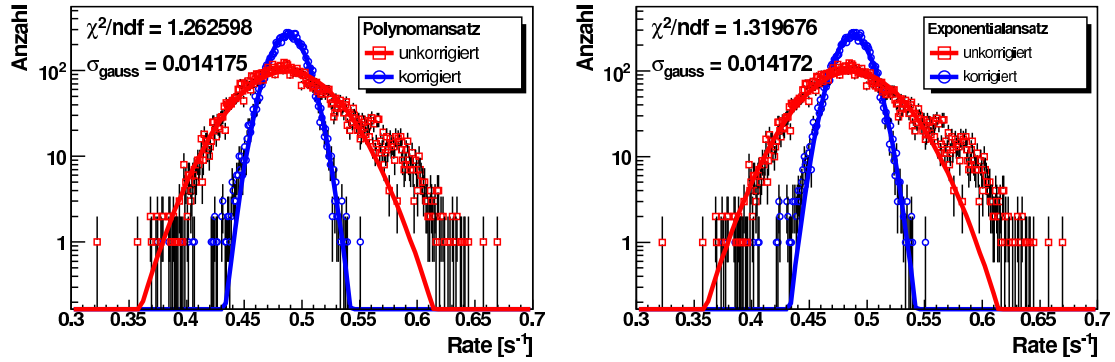 Anzahl
χ²/ndf = 1.262598
σgauss = 0.014175
Polynomansatz
unkorrigiert
korrigiert
10²
10
1
0.3 0.35 0.4 0.45 0.5 0.55 0.6 0.65 0.7
Rate [s⁻¹]
Anzahl
χ²/ndf = 1.319676
σgauss = 0.014172
Exponentialansatz
unkorrigiert
korrigiert
10²
10
1
0.3 0.35 0.4 0.45 0.5 0.55 0.6 0.65 0.7
Rate [s⁻¹]